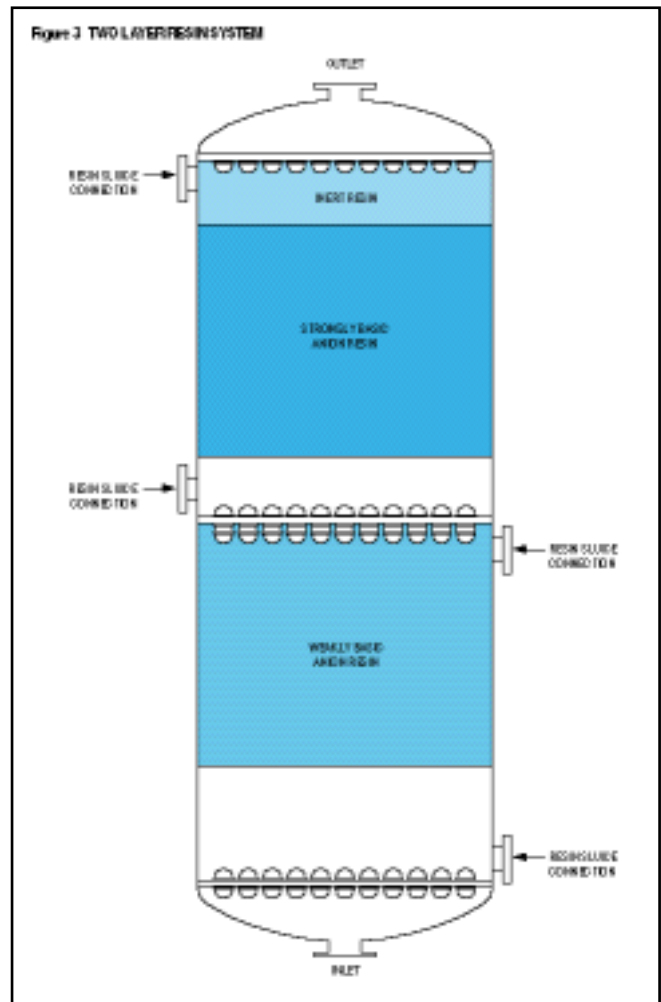 Figure 3 TWO LAYER RESIN SYSTEM
OUTLET
RESIN SLUICE
CONNECTION
INERT RESIN
STRONGLY BASIC
ANION RESIN
RESIN SLUICE
CONNECTION
RESIN SLUICE
CONNECTION
WEAKLY BASIC
ANION RESIN
RESIN SLUICE
CONNECTION
INLET